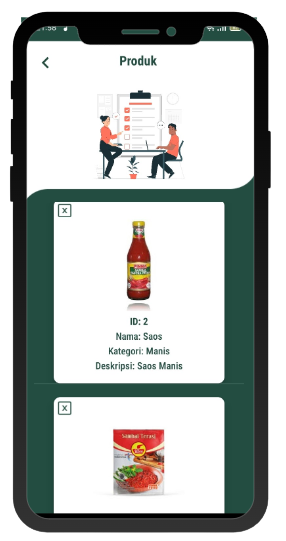 Produk
X
ID: 2
Nama: Saos
Kategori: Manis
Deskripsi: Saos Manis
X
Sambal Terasi